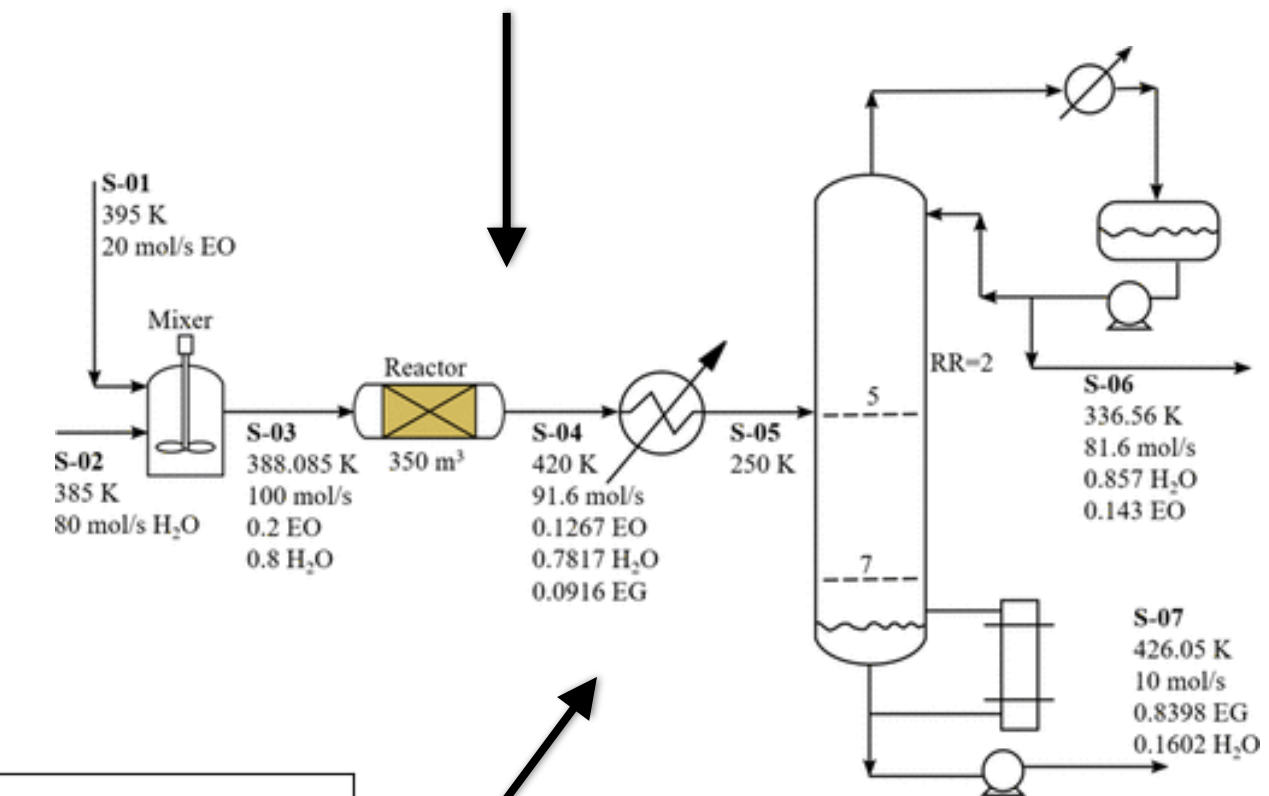 S-01
395 K
20 mol/s EO
Mixer
S-02
385 K
80 mol/s H₂O
S-03
388.085 K
100 mol/s
0.2 EO
0.8 H₂O
Reactor
350 m³
S-04
420 K
91.6 mol/s
0.1267 EO
0.7817 H₂O
0.0916 EG
S-05
250 K
5
7
RR=2
S-06
336.56 K
81.6 mol/s
0.857 H₂O
0.143 EO
S-07
426.05 K
10 mol/s
0.8398 EG
0.1602 H₂O